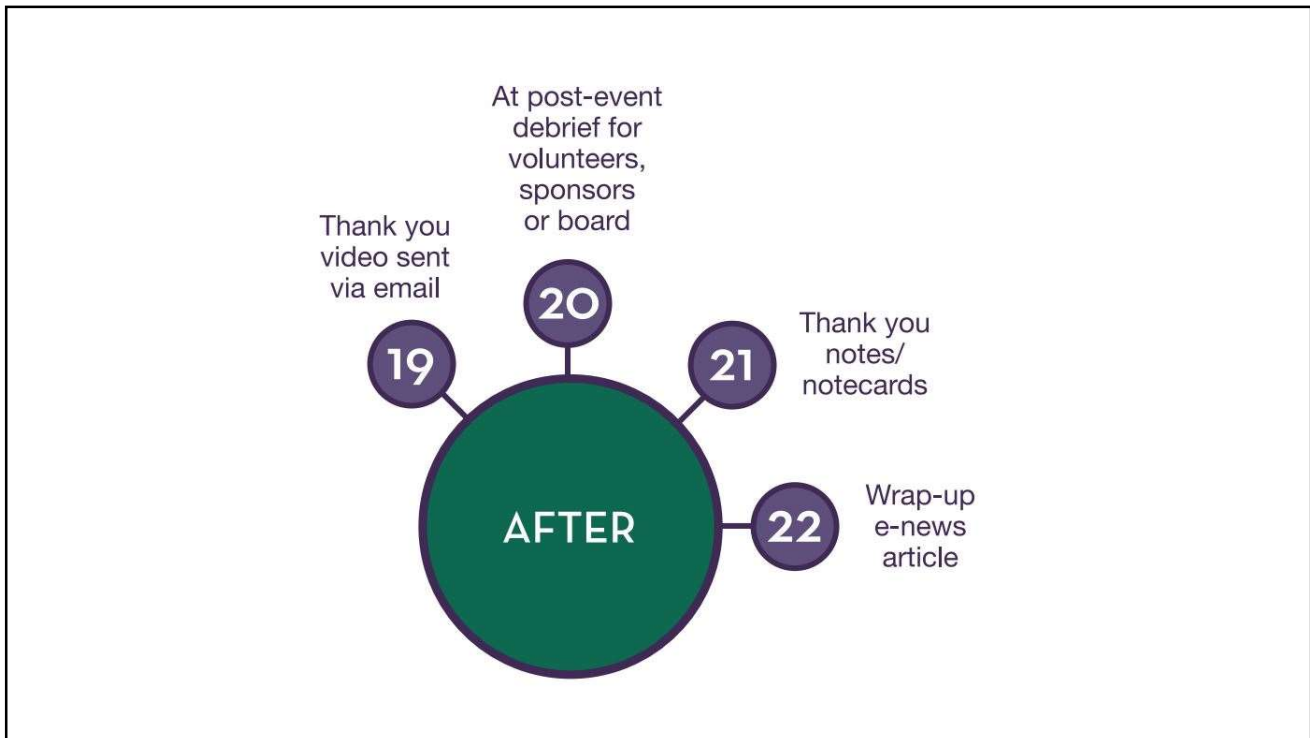 19
Thank you
video sent
via email
20
At post-event
debrief for
volunteers,
sponsors
or board
21
Thank you
notes/
notecards
22
Wrap-up
e-news
article
AFTER